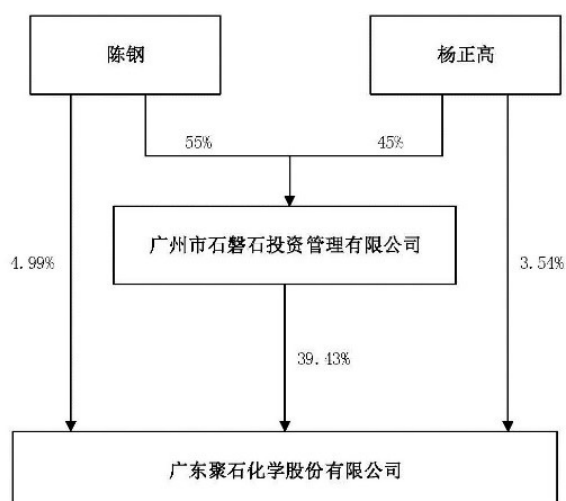 陈钢
杨正高
55%
45%
广州市石磐石投资管理有限公司
4.99%
3.54%
39.43%
广东聚石化学股份有限公司